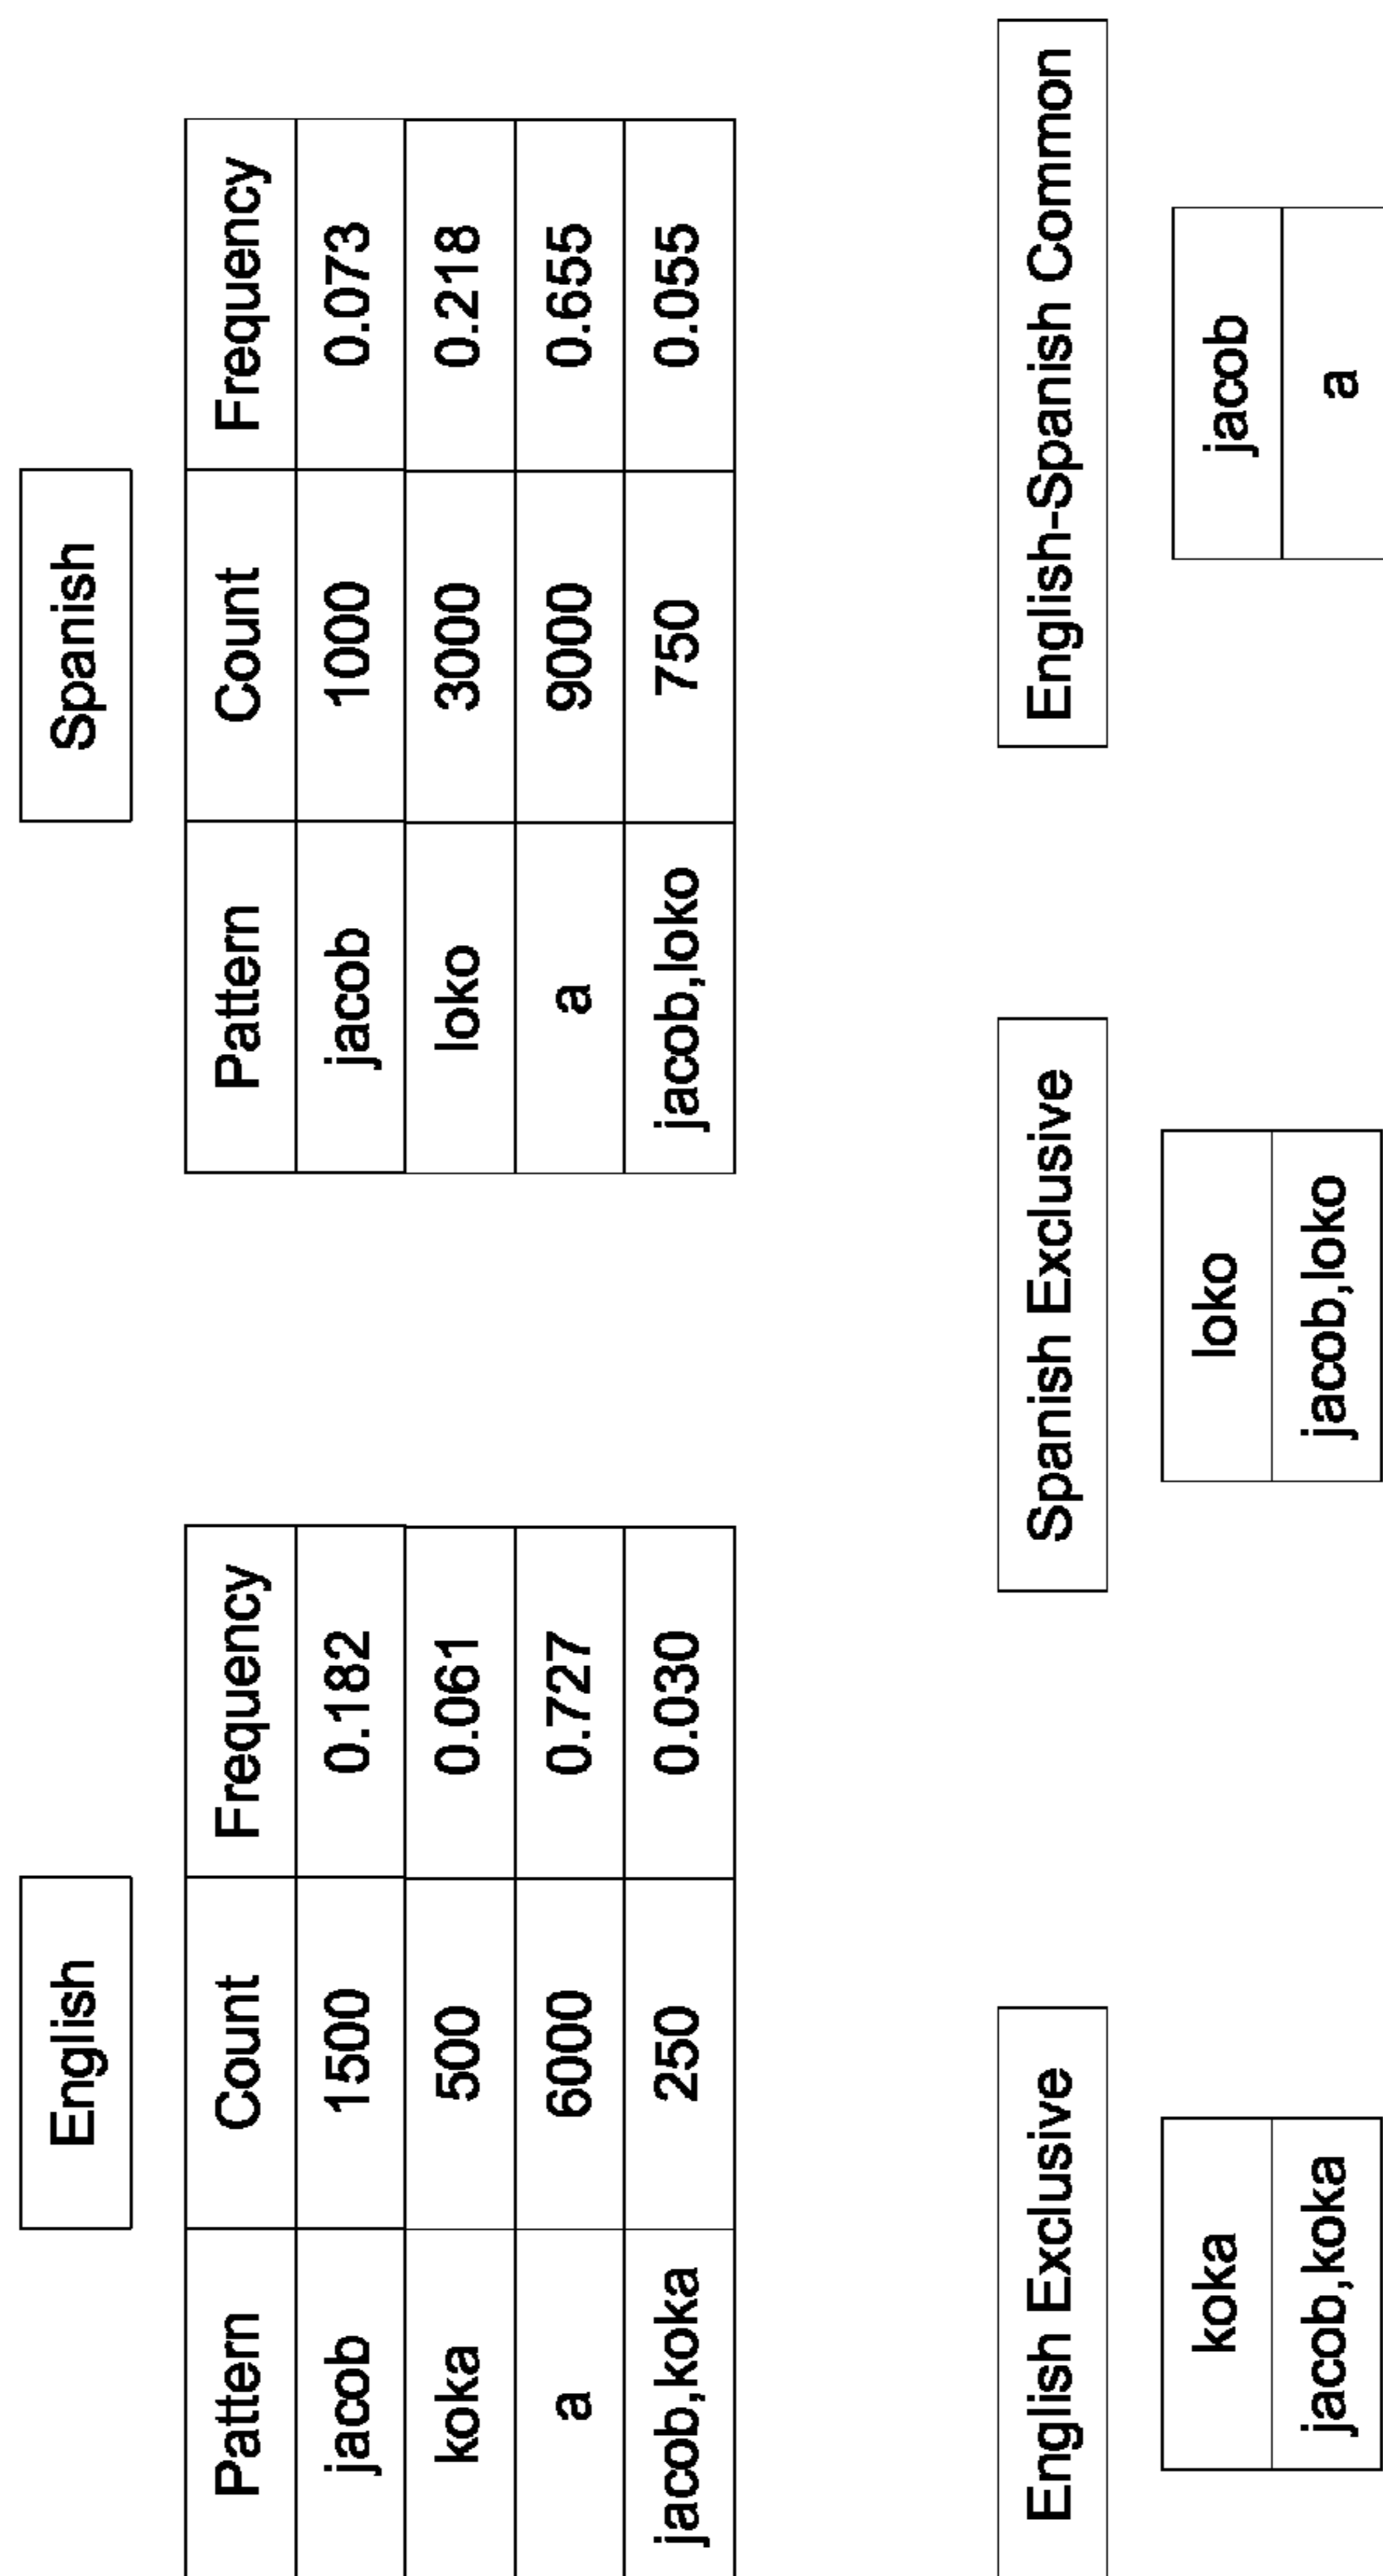 English
Pattern Count Frequency
jacob 1500 0.182
koka 500 0.061
a 6000 0.727
jacob,koka 250 0.030
Spanish
Pattern Count Frequency
jacob 1000 0.073
loko 3000 0.218
a 9000 0.655
jacob,loko 750 0.055
English Exclusive
koka
jacob,koka
Spanish Exclusive
loko
jacob,loko
English-Spanish Common
jacob
a